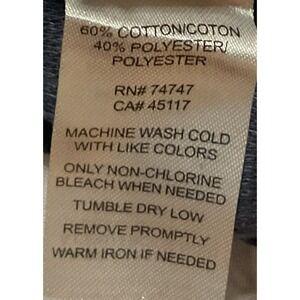 60% COTTON/COTON
40% POLYESTER/
POLYESTER
RN# 74747
CA# 45117
MACHINE WASH COLD
WITH LIKE COLORS
ONLY NON-CHLORINE
BLEACH WHEN NEEDED
TUMBLE DRY LOW
REMOVE PROMPTLY
WARM IRON IF NEEDED